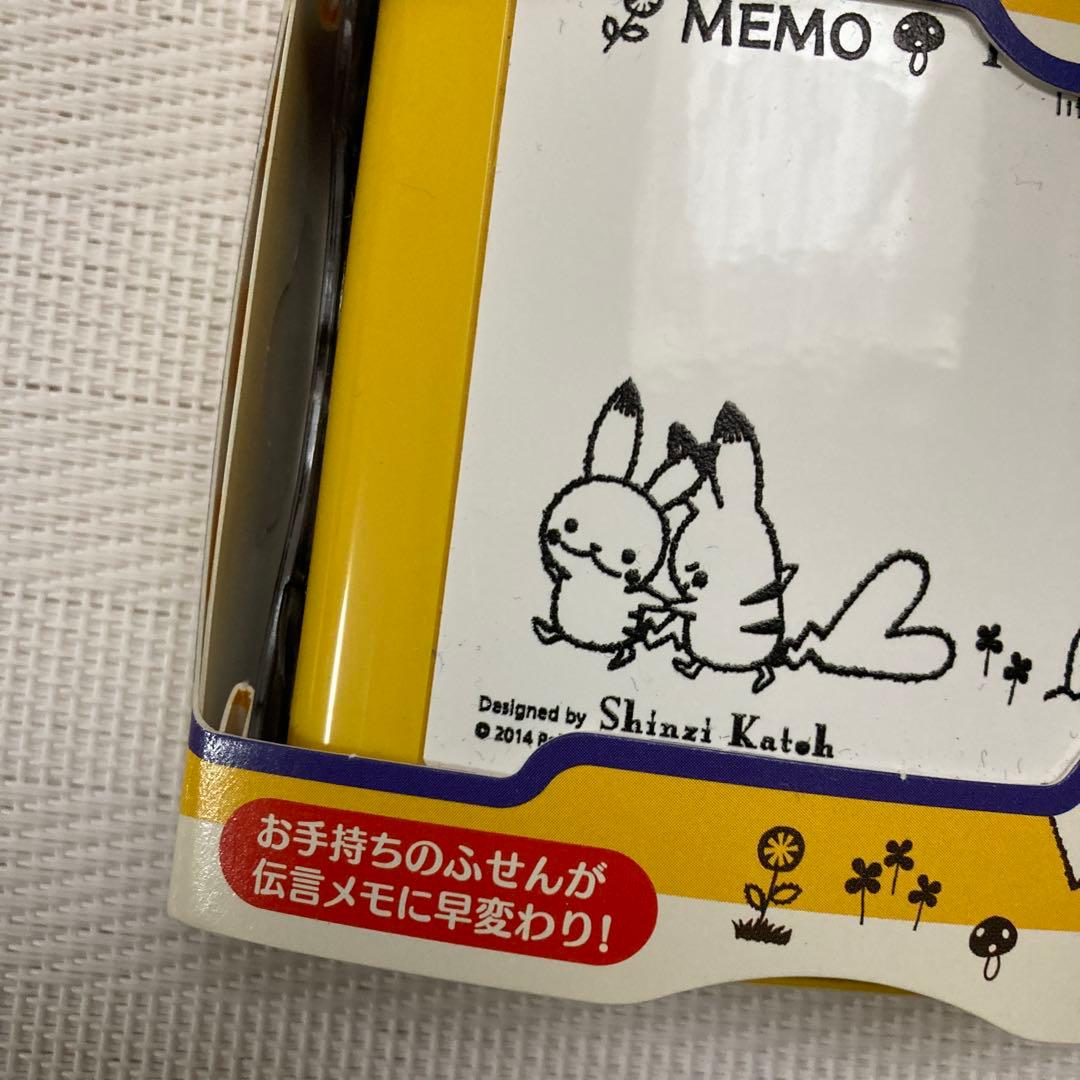 MEMO
Designed by Shinzi Katoh
© 2014
お手持ちのふせんが
伝言メモに早変わり!